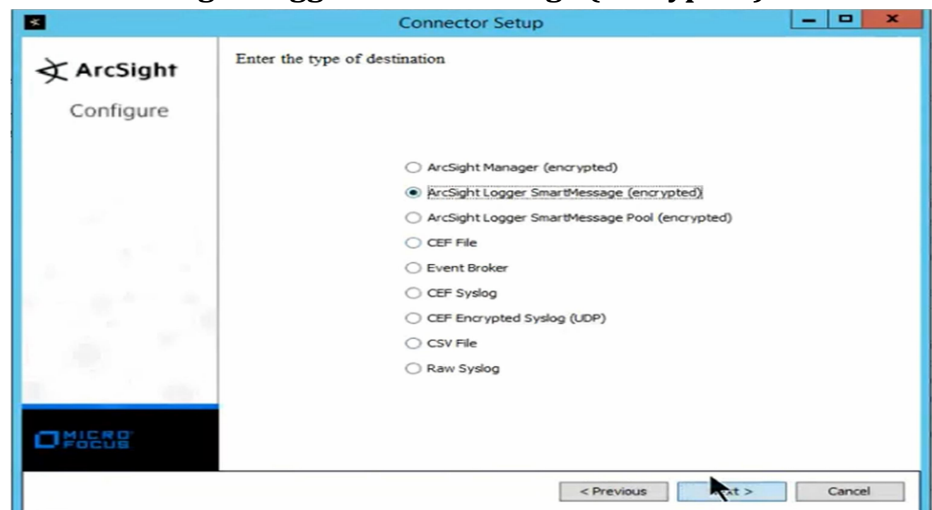 Connector Setup
ArcSight
Configure
Enter the type of destination
ArcSight Manager (encrypted)
ArcSight Logger SmartMessage (encrypted)
ArcSight Logger SmartMessage Pool (encrypted)
CEF File
Event Broker
CEF Syslog
CEF Encrypted Syslog (UDP)
CSV File
Raw Syslog
MICRO
FOCUS
< Previous
>
Cancel